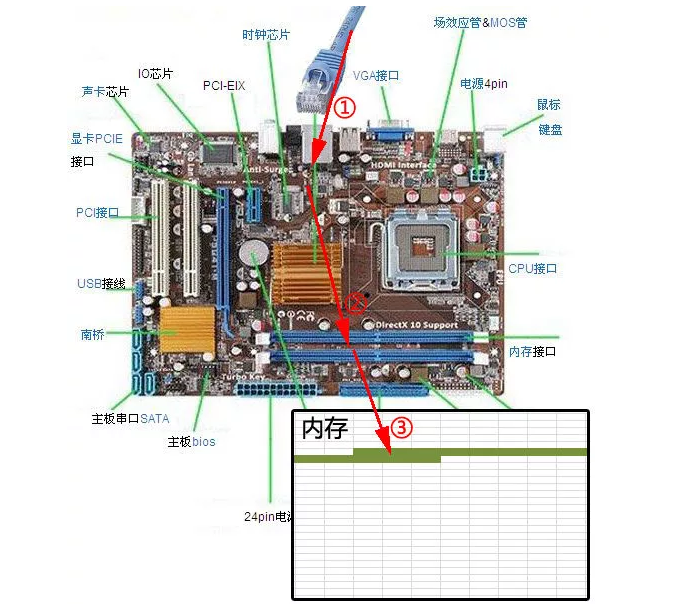 时钟芯片
场效应管&MOS管
IO芯片
声卡芯片
PCI-EIX
VGA接口
电源4pin
鼠标
键盘
①
显卡PCIE
接口
Anti-Surge
HDMI Interface
PCI接口
CPU接口
USB接线
②
DirectX 10 Support
南桥
内存接口
Turbo Key
主板串口SATA
主板bios
内存
③
24pin电